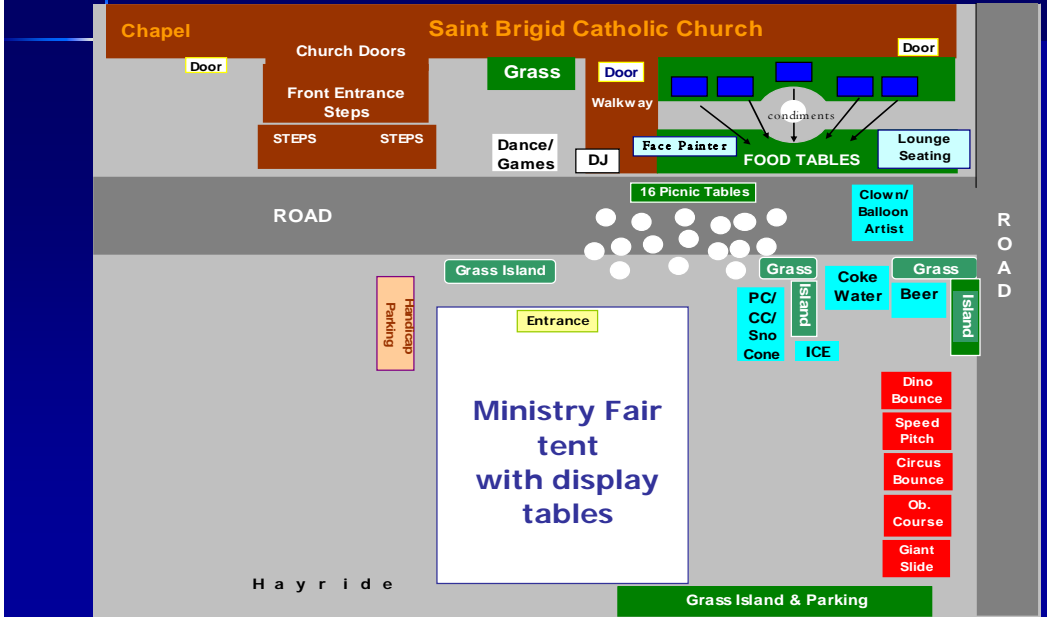 Chapel
Saint Brigid Catholic Church
Church Doors
Door
Door
Grass
Door
Front Entrance
Steps
Walkway
condiments
STEPS
STEPS
Dance/
Games
DJ
Face Painter
FOOD TABLES
Lounge
Seating
16 Picnic Tables
Clown/
Balloon
Artist
ROAD
ROAD
Grass Island
Grass
Island
Coke
Water
Grass
Island
Beer
Handicap
Parking
PC/
CC/
Sno
Cone
ICE
Entrance
Ministry Fair
tent
with display
tables
Dino
Bounce
Speed
Pitch
Circus
Bounce
Ob.
Course
Giant
Slide
Hayride
Grass Island & Parking